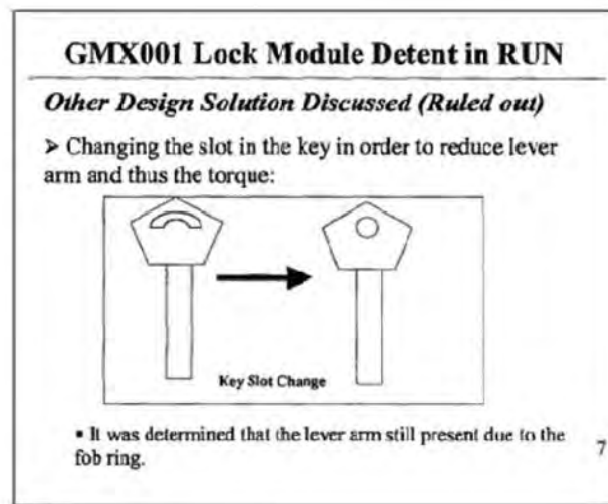 GMX001 Lock Module Detent in RUN
Other Design Solution Discussed (Ruled out)
➢ Changing the slot in the key in order to reduce lever
arm and thus the torque:
Key Slot Change
▪ It was determined that the lever arm still present due to the
fob ring.
7